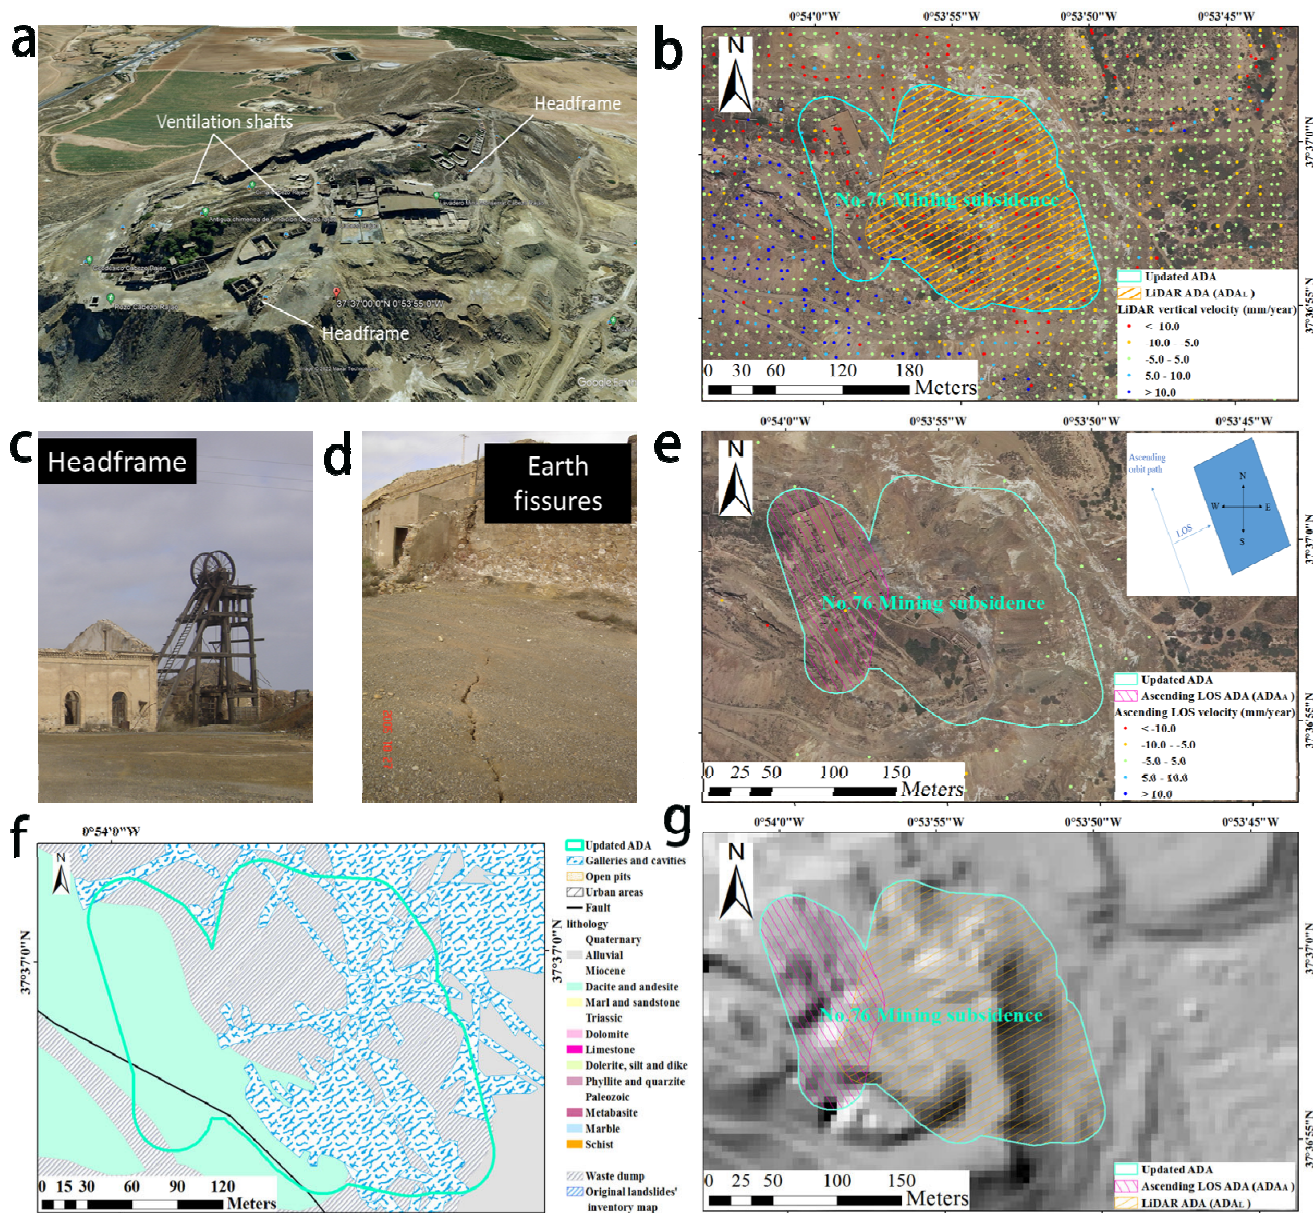 a
Ventilation shafts
Headframe
Headframe
37°37'00.0"N 0°53'55.0"W
b
0°54'0"W 0°53'55"W 0°53'50"W 0°53'45"W
N
37°37'0"N
37°36'55"N
No.76 Mining subsidence
Updated ADA
LiDAR ADA (ADAL)
LiDAR vertical velocity (mm/year)
< 10.0
10.0 5.0
-5.0 - 5.0
5.0 - 10.0
> 10.0
0 30 60 120 180
Meters
c
Headframe
d
Earth
fissures
e
0°54'0"W 0°53'55"W 0°53'50"W 0°53'45"W
N
Ascending
orbit path
LOS
N
W E
S
37°37'0"N
37°36'55"N
No.76 Mining subsidence
Updated ADA
Ascending LOS ADA (ADAA)
Ascending LOS velocity (mm/year)
< -10.0
-10.0 - -5.0
-5.0 - 5.0
5.0 - 10.0
> 10.0
0 25 50 100 150
Meters
f
0°54'0"W
N
37°37'0"N
37°37'0"N
Updated ADA
Galleries and cavities
Open pits
Urban areas
Fault
lithology
Quaternary
Alluvial
Miocene
Dacite and andesite
Marl and sandstone
Triassic
Dolomite
Limestone
Dolerite, silt and dike
Phyllite and quarzite
Paleozoic
Metabasite
Marble
Schist
Waste dump
Original landslides'
inventory map
0 15 30 60 90 120
Meters
g
0°54'0"W 0°53'55"W 0°53'50"W 0°53'45"W
N
37°37'0"N
37°36'55"N
No.76 Mining subsidence
Updated ADA
Ascending LOS ADA (ADAA)
LiDAR ADA (ADAL)
0 25 50 100 150
Meters